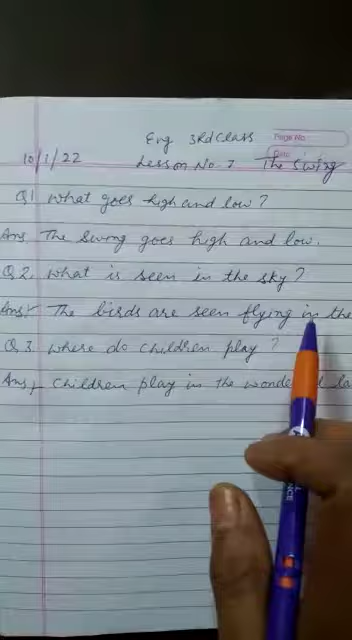 Eng 3rd Class
Page No.
Date
10/1/22 Lesson No. 7 The Swing
Q1 What goes high and low?
Ans The Swing goes high and low.
Q2 What is seen in the sky?
Ans The birds are seen flying in the
Q3 Where do children play?
Ans, Children play in the